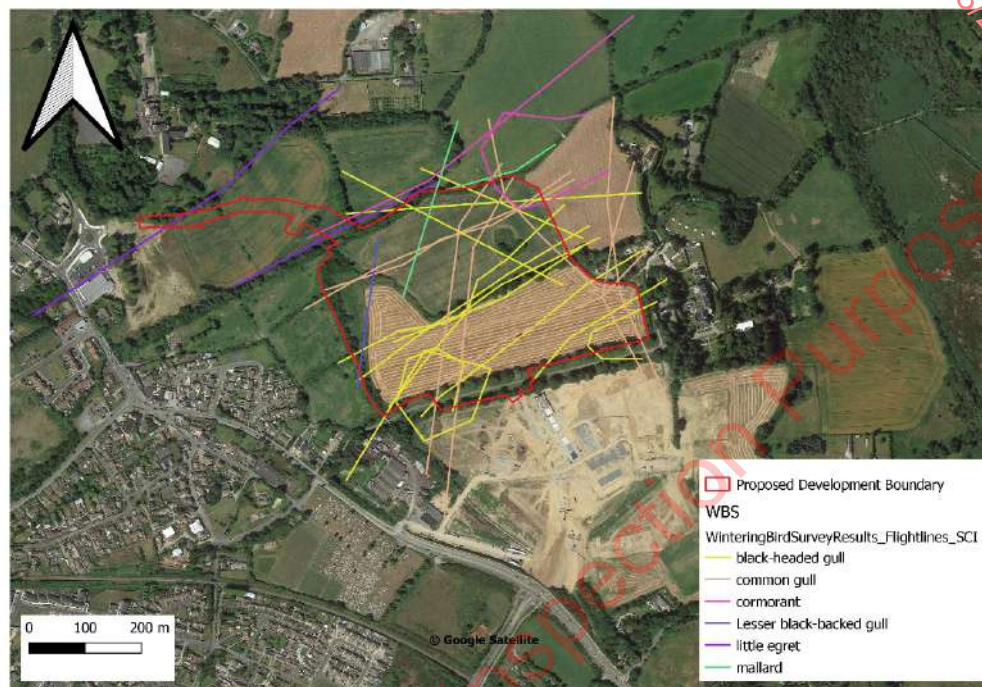 Inspection Purpos
Proposed Development Boundary
WBS
WinteringBirdSurveyResults_Flightlines_SCI
black-headed gull
common gull
cormorant
Lesser black-backed gull
little egret
mallard
0 100 200 m
© Google Satellite